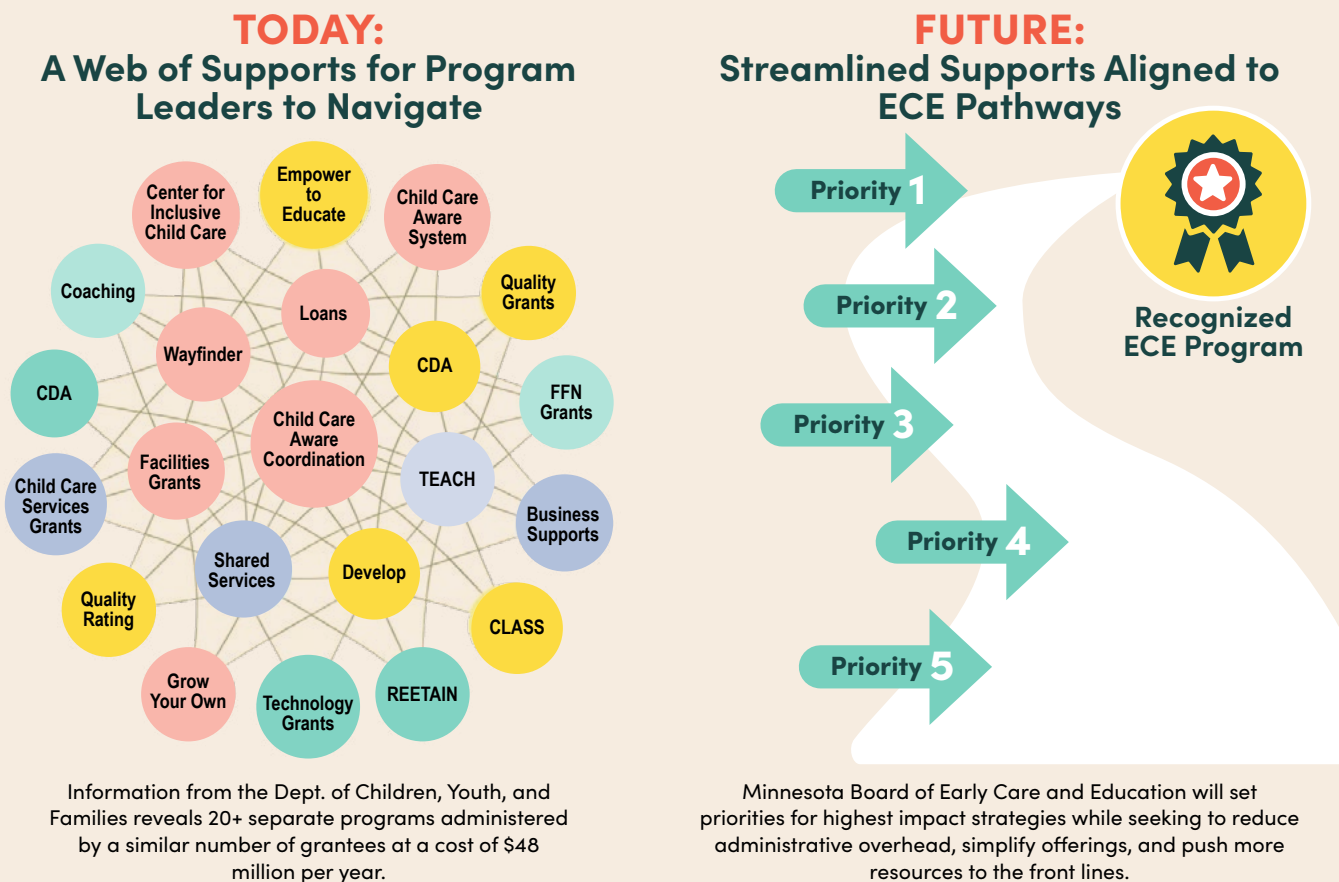 TODAY:
A Web of Supports for Program
Leaders to Navigate
Empower
to
Educate
Center for
Inclusive
Child Care
Child Care
Aware
System
Coaching
Loans
Quality
Grants
Wayfinder
CDA
CDA
FFN
Grants
Child Care
Aware
Coordination
Facilities
Grants
TEACH
Child Care
Services
Grants
Business
Supports
Shared
Services
Develop
Quality
Rating
CLASS
Grow
Your Own
Technology
Grants
REETAIN
Information from the Dept. of Children, Youth, and
Families reveals 20+ separate programs administered
by a similar number of grantees at a cost of $48
million per year.
FUTURE:
Streamlined Supports Aligned to
ECE Pathways
Priority 1
Priority 2
Recognized
ECE Program
Priority 3
Priority 4
Priority 5
Minnesota Board of Early Care and Education will set
priorities for highest impact strategies while seeking to reduce
administrative overhead, simplify offerings, and push more
resources to the front lines.